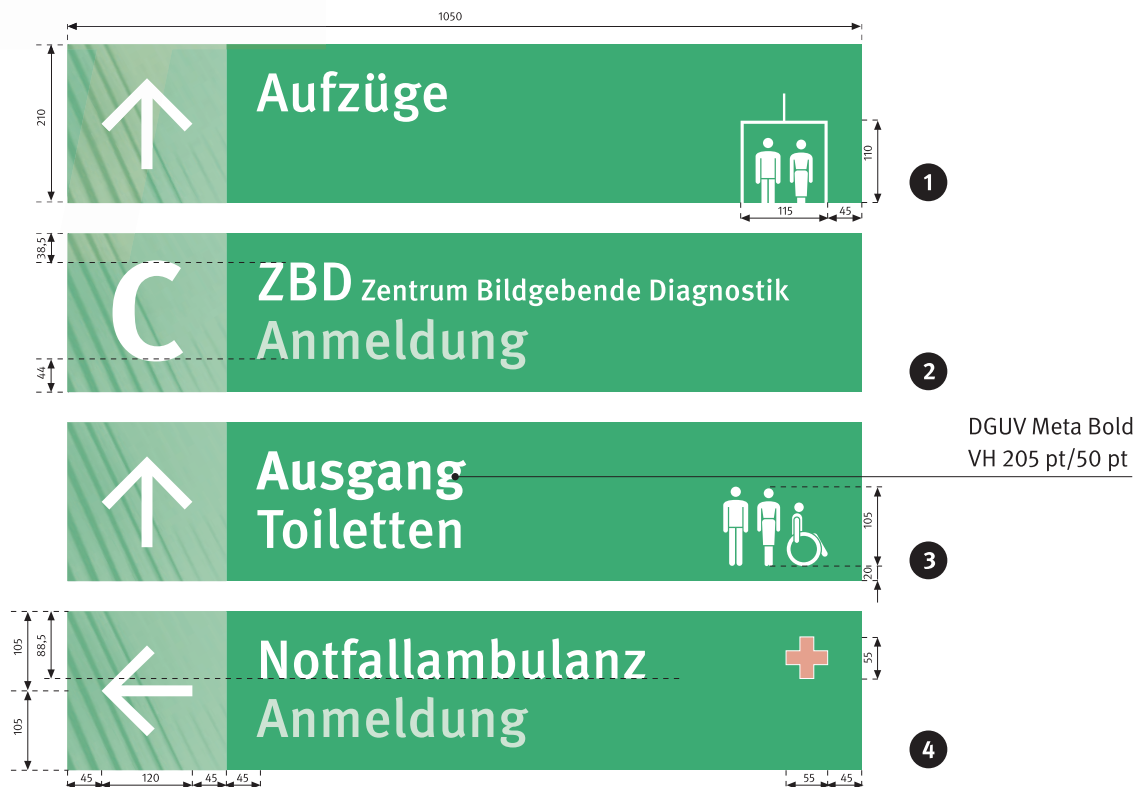 1050
210
Aufzüge
110
115
45
1
38,5
44
C
ZBD Zentrum Bildgebende Diagnostik
Anmeldung
2
DGUV Meta Bold
VH 205 pt/50 pt
Ausgang
Toiletten
105
20
3
105
88,5
105
Notfallambulanz
Anmeldung
55
4
45
120
45
45
55
45